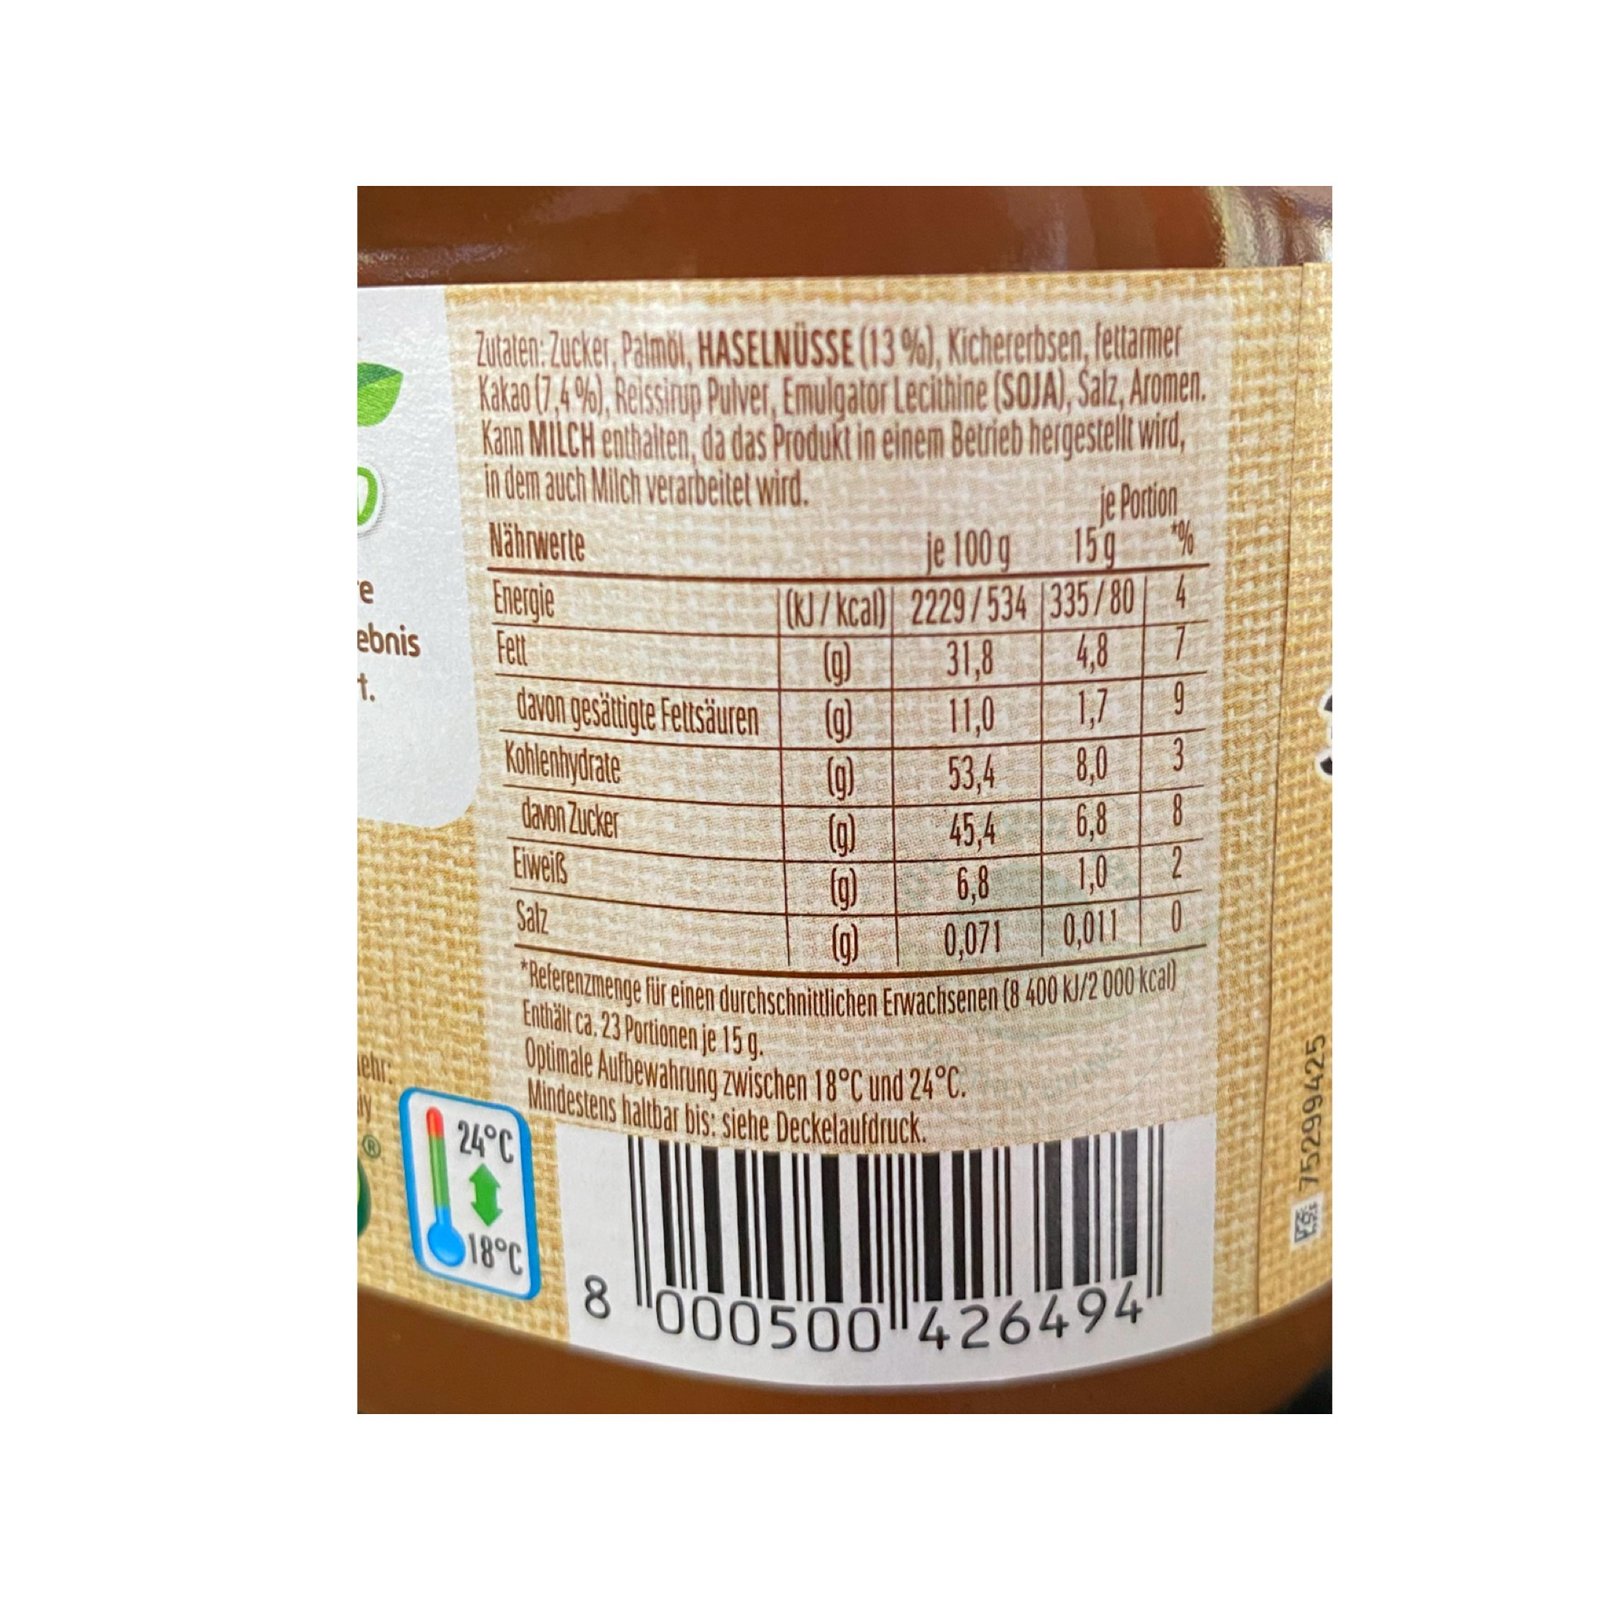 Zutaten: Zucker, Palmöl, HASELNÜSSE (13 %), Kichererbsen, fettarmer
Kakao (7,4 %), Reissirup Pulver, Emulgator Lecithine (SOJA), Salz, Aromen.
Kann MILCH enthalten, da das Produkt in einem Betrieb hergestellt wird,
in dem auch Milch verarbeitet wird.
je Portion
Nährwerte je 100 g 15 g *%
Energie (kJ / kcal) 2229 / 534 335 / 80 4
Fett (g) 31,8 4,8 7
davon gesättigte Fettsäuren (g) 11,0 1,7 9
Kohlenhydrate (g) 53,4 8,0 3
davon Zucker (g) 45,4 6,8 8
Eiweiß (g) 6,8 1,0 2
Salz (g) 0,071 0,011 0
*Referenzmenge für einen durchschnittlichen Erwachsenen (8 400 kJ/2 000 kcal)
Enthält ca. 23 Portionen je 15 g.
Optimale Aufbewahrung zwischen 18°C und 24°C.
Mindestens haltbar bis: siehe Deckelaufdruck.
24°C
18°C
8 000500 426494
75299425
re
ebnis
t.
ehr:
®